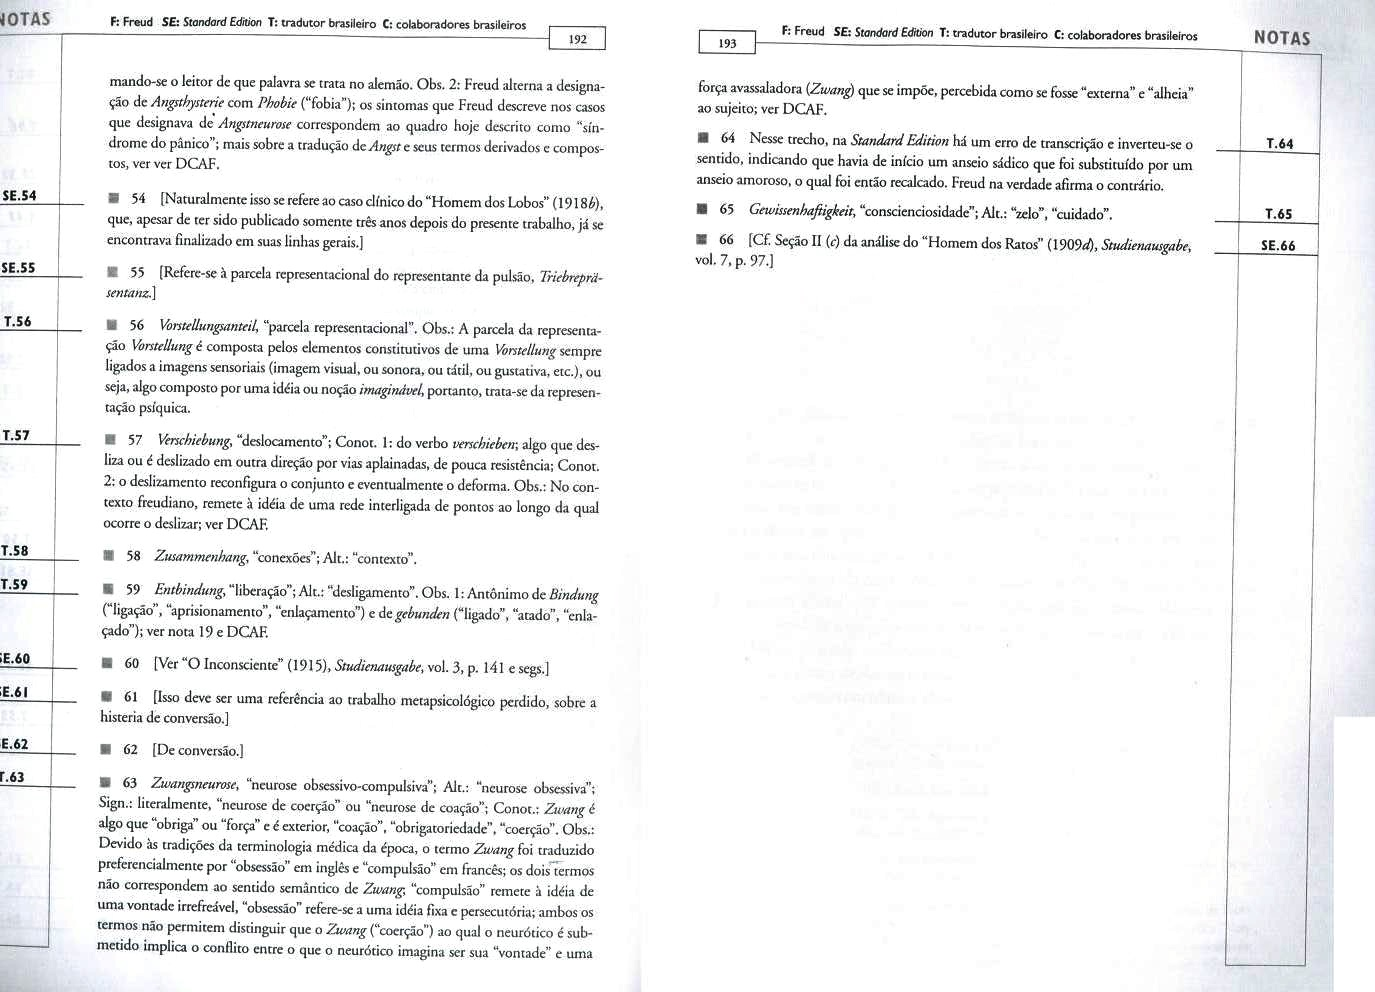 NOTAS
F: Freud SE: Standard Edition T: tradutor brasileiro C: colaboradores brasileiros
192
mando-se o leitor de que palavra se trata no alemão. Obs. 2: Freud alterna a designa-
ção de Angsthysterie com Phobie (“fobia”); os sintomas que Freud descreve nos casos
que designava de Angstneurose correspondem ao quadro hoje descrito como “sín-
drome do pânico”; mais sobre a tradução de Angst e seus termos derivados e compos-
tos, ver ver DCAF.
SE.54
54 [Naturalmente isso se refere ao caso clínico do “Homem dos Lobos” (1918b),
que, apesar de ter sido publicado somente três anos depois do presente trabalho, já se
encontrava finalizado em suas linhas gerais.]
SE.55
55 [Refere-se à parcela representacional do representante da pulsão, Triebreprä-
sentanz.]
T.56
56 Vorstellungsanteil, “parcela representacional”. Obs.: A parcela da representa-
ção Vorstellung é composta pelos elementos constitutivos de uma Vorstellung sempre
ligados a imagens sensoriais (imagem visual, ou sonora, ou tátil, ou gustativa, etc.), ou
seja, algo composto por uma idéia ou noção imaginável, portanto, trata-se da represen-
tação psíquica.
T.57
57 Verschiebung, “deslocamento”; Conot. 1: do verbo verschieben; algo que des-
liza ou é deslizado em outra direção por vias aplainadas, de pouca resistência; Conot.
2: o deslizamento reconfigura o conjunto e eventualmente o deforma. Obs.: No con-
texto freudiano, remete à idéia de uma rede interligada de pontos ao longo da qual
ocorre o deslizar; ver DCAF.
T.58
58 Zusammenhang, “conexões”; Alt.: “contexto”.
T.59
59 Entbindung, “liberação”; Alt.: “desligamento”. Obs. 1: Antônimo de Bindung
(“ligação”, “aprisionamento”, “enlaçamento”) e de gebunden (“ligado”, “atado”, “enla-
çado”); ver nota 19 e DCAF.
SE.60
60 [Ver “O Inconsciente” (1915), Studienausgabe, vol. 3, p. 141 e segs.]
SE.61
61 [Isso deve ser uma referência ao trabalho metapsicológico perdido, sobre a
histeria de conversão.]
SE.62
62 [De conversão.]
T.63
63 Zwangsneurose, “neurose obsessivo-compulsiva”; Alt.: “neurose obsessiva”;
Sign.: literalmente, “neurose de coerção” ou “neurose de coação”; Conot.: Zwang é
algo que “obriga” ou “força” e é exterior, “coação”, “obrigatoriedade”, “coerção”. Obs.:
Devido às tradições da terminologia médica da época, o termo Zwang foi traduzido
preferencialmente por “obsessão” em inglês e “compulsão” em francês; os dois termos
não correspondem ao sentido semântico de Zwang; “compulsão” remete à idéia de
uma vontade irrefreável, “obsessão” refere-se a uma idéia fixa e persecutória; ambos os
termos não permitem distinguir que o Zwang (“coerção”) ao qual o neurótico é sub-
metido implica o conflito entre o que o neurótico imagina ser sua “vontade” e uma
193
F: Freud SE: Standard Edition T: tradutor brasileiro C: colaboradores brasileiros
NOTAS
força avassaladora (Zwang) que se impõe, percebida como se fosse “externa” e “alheia”
ao sujeito; ver DCAF.
64 Nesse trecho, na Standard Edition há um erro de transcrição e inverteu-se o
T.64
sentido, indicando que havia de início um anseio sádico que foi substituído por um
anseio amoroso, o qual foi então recalcado. Freud na verdade afirma o contrário.
65 Gewissenhaftigkeit, “conscienciosidade”; Alt.: “zelo”, “cuidado”.
T.65
66 [Cf. Seção II (c) da análise do “Homem dos Ratos” (1909d), Studienausgabe,
SE.66
vol. 7, p. 97.]